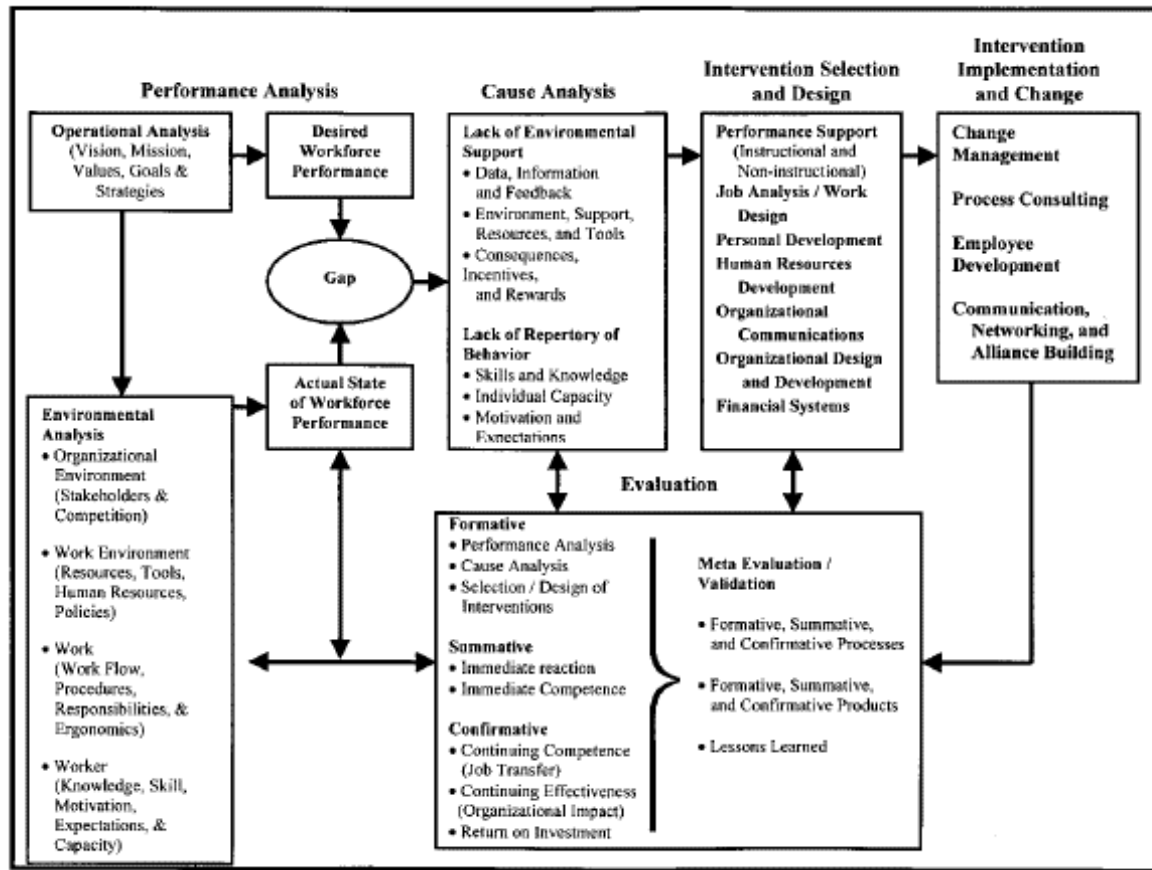 Performance Analysis
Operational Analysis
(Vision, Mission,
Values, Goals &
Strategies
Desired
Workforce
Performance
Gap
Actual State
of Workforce
Performance
Environmental
Analysis
• Organizational
Environment
(Stakeholders &
Competition)
• Work Environment
(Resources, Tools,
Human Resources,
Policies)
• Work
(Work Flow,
Procedures,
Responsibilities, &
Ergonomics)
• Worker
(Knowledge, Skill,
Motivation,
Expectations, &
Capacity)
Cause Analysis
Lack of Environmental
Support
• Data, Information
and Feedback
• Environment, Support,
Resources, and Tools
• Consequences,
Incentives,
and Rewards
Lack of Repertory of
Behavior
• Skills and Knowledge
• Individual Capacity
• Motivation and
Expectations
Intervention Selection
and Design
Performance Support
(Instructional and
Non-instructional)
Job Analysis / Work
Design
Personal Development
Human Resources
Development
Organizational
Communications
Organizational Design
and Development
Financial Systems
Intervention
Implementation
and Change
Change
Management
Process Consulting
Employee
Development
Communication,
Networking, and
Alliance Building
Evaluation
Formative
• Performance Analysis
• Cause Analysis
• Selection / Design of
Interventions
Summative
• Immediate reaction
• Immediate Competence
Confirmative
• Continuing Competence
(Job Transfer)
• Continuing Effectiveness
(Organizational Impact)
• Return on Investment
Meta Evaluation /
Validation
• Formative, Summative,
and Confirmative Processes
• Formative, Summative,
and Confirmative Products
• Lessons Learned